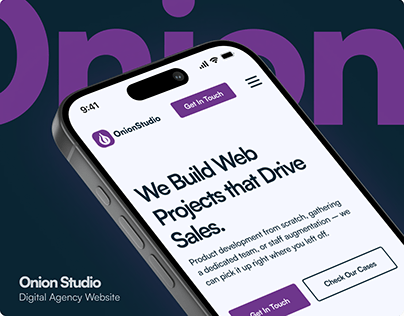 Onion
9:41
OnionStudio
Get In Touch
We Build Web
Projects that Drive
Sales.
Product development from scratch, gathering
a dedicated team, or staff augmentation — we
can pick it up right where you left off.
Get In Touch
Check Our Cases
Onion Studio
Digital Agency Website